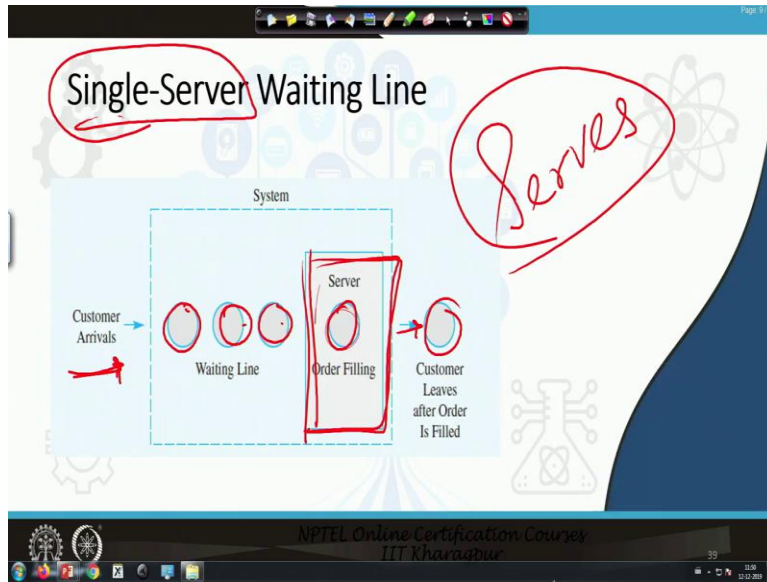 Page 9/
Single-Server Waiting Line
Serves
System
Server
Customer
Arrivals
Waiting Line
Order Filling
Customer
Leaves
after Order
Is Filled
NPTEL Online Certification Courses
IIT Kharagpur
39
11:50
12-12-2019